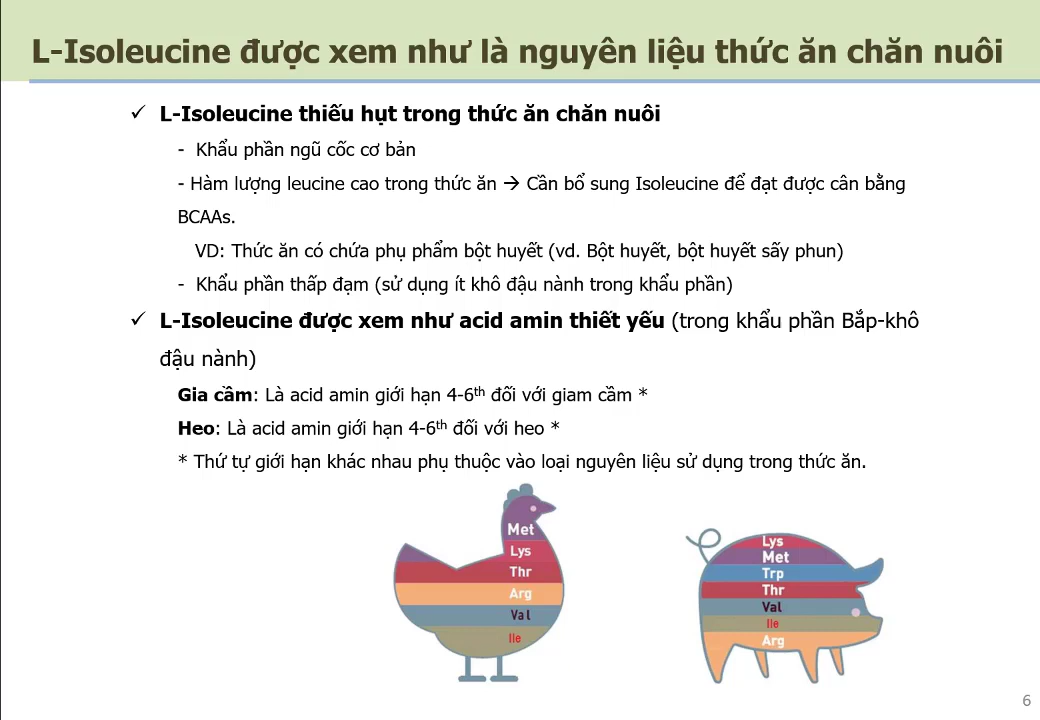 L-Isoleucine được xem như là nguyên liệu thức ăn chăn nuôi
✓ L-Isoleucine thiếu hụt trong thức ăn chăn nuôi
- Khẩu phần ngũ cốc cơ bản
- Hàm lượng leucine cao trong thức ăn → Cần bổ sung Isoleucine để đạt được cân bằng
BCAAs.
VD: Thức ăn có chứa phụ phẩm bột huyết (vd. Bột huyết, bột huyết sấy phun)
- Khẩu phần thấp đạm (sử dụng ít khô đậu nành trong khẩu phần)
✓ L-Isoleucine được xem như acid amin thiết yếu (trong khẩu phần Bắp-khô
đậu nành)
Gia cầm: Là acid amin giới hạn 4-6th đối với giam cầm *
Heo: Là acid amin giới hạn 4-6th đối với heo *
* Thứ tự giới hạn khác nhau phụ thuộc vào loại nguyên liệu sử dụng trong thức ăn.
Met
Lys
Thr
Arg
Val
Ile
Lys
Met
Trp
Thr
Val
Ile
Arg
6